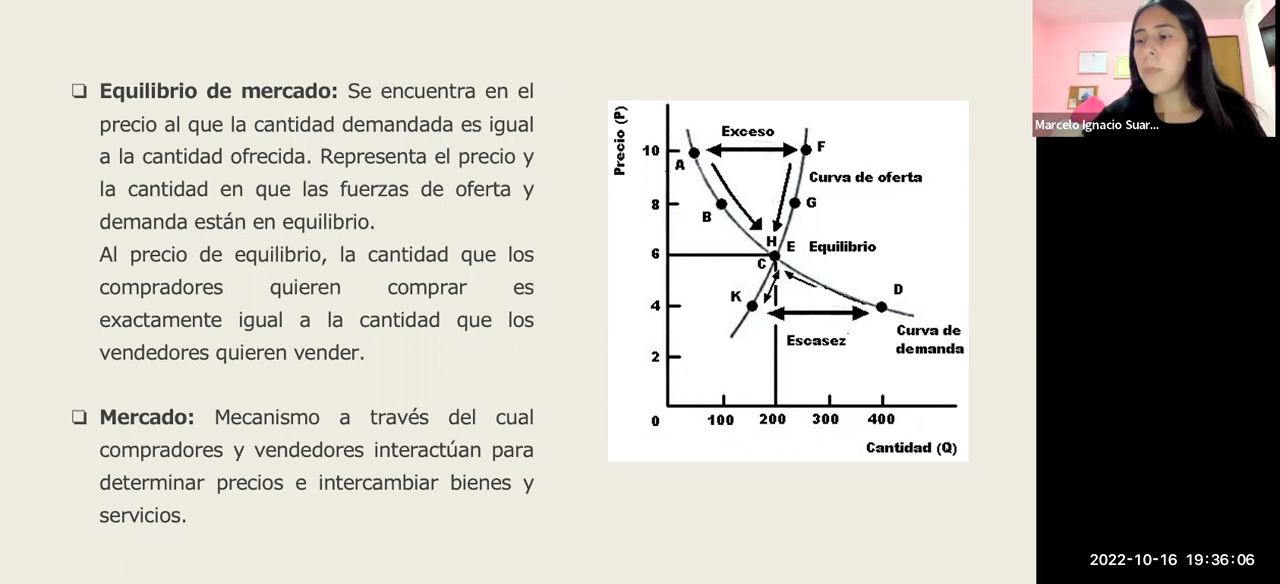 ❑ Equilibrio de mercado: Se encuentra en el
precio al que la cantidad demandada es igual
a la cantidad ofrecida. Representa el precio y
la cantidad en que las fuerzas de oferta y
demanda están en equilibrio.
Al precio de equilibrio, la cantidad que los
compradores quieren comprar es
exactamente igual a la cantidad que los
vendedores quieren vender.
❑ Mercado: Mecanismo a través del cual
compradores y vendedores interactúan para
determinar precios e intercambiar bienes y
servicios.
Precio (P)
Exceso
10
A
F
Curva de oferta
8
B
G
H
E Equilibrio
6
C
K
D
4
Escasez
Curva de
demanda
2
0
100 200 300 400
Cantidad (Q)
Marcelo Ignacio Suar...
2022-10-16 19:36:06